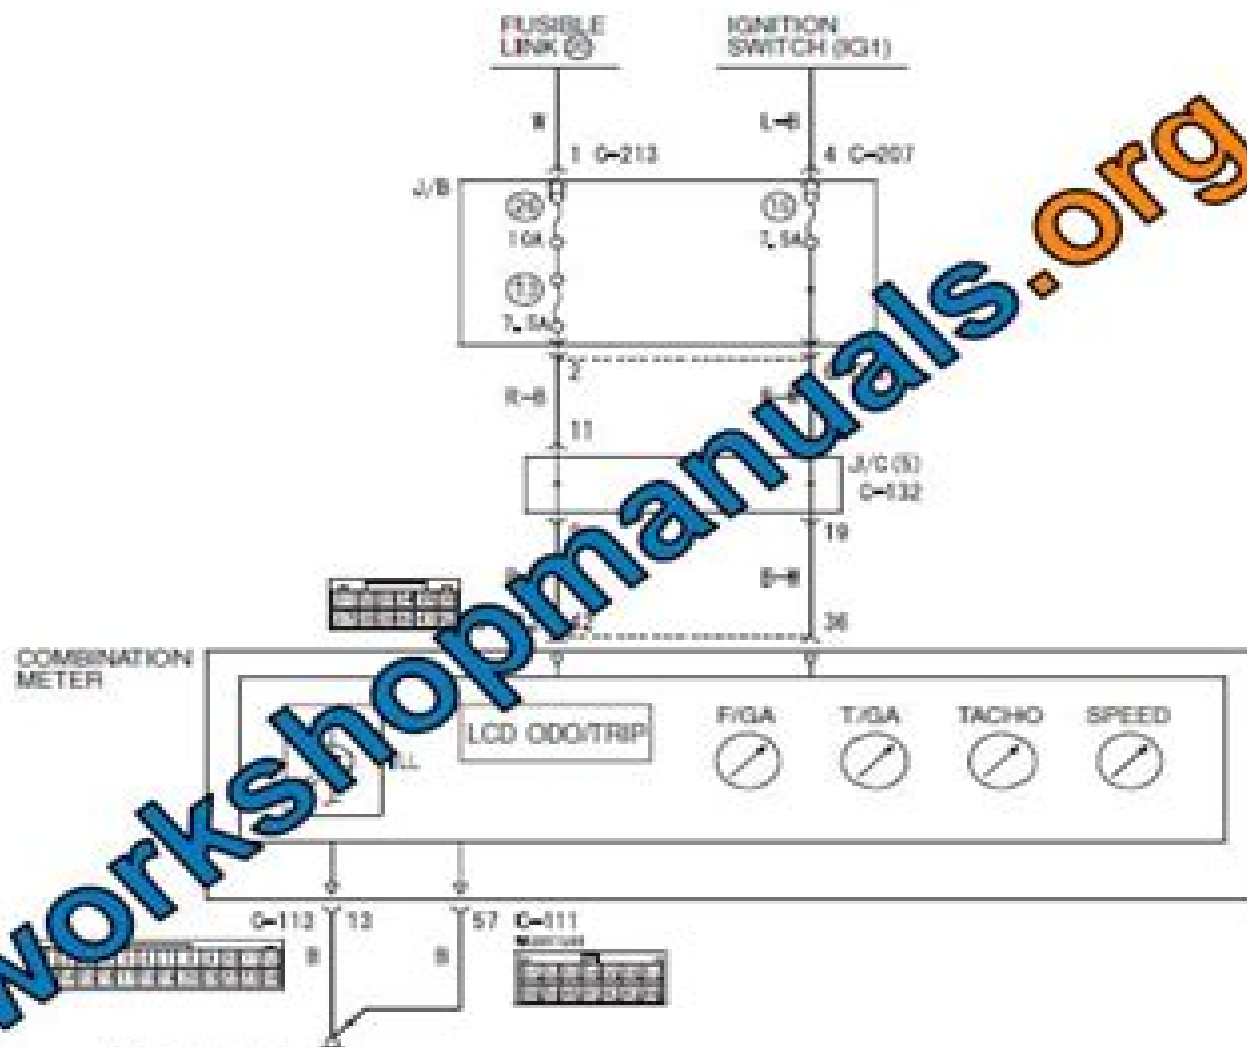 FUSIBLE
LINK
IGNITION
SWITCH (IG1)
W
L-B
1 C-213
4 C-207
J/B
10A
7.5A
7.5A
2
R-B
11
J/C (5)
C-132
19
B-W
36
COMBINATION
METER
LCD ODO/TRIP
F/GA
T/GA
TACHO
SPEED
C-113
13
57
C-111
B
B
workshopmanuals.org